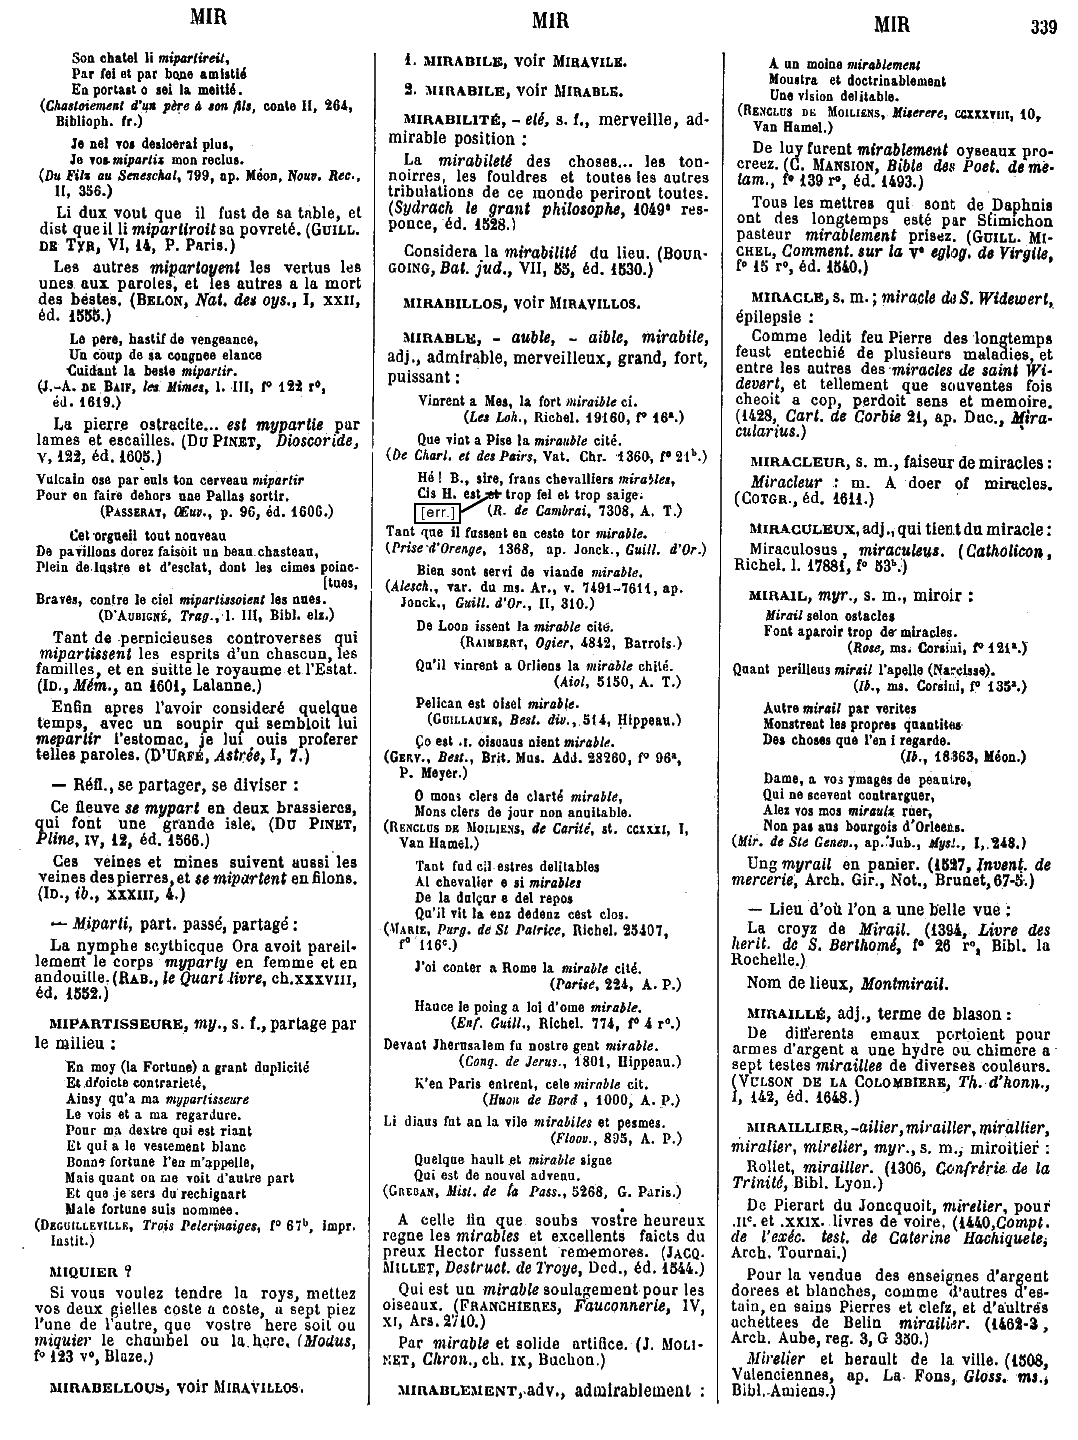 MIR
MIR
MIR
339
Son chatel li mipartireit,
Par fei et par bone amistié
En portast o sei la meitié.
(Chastoiement d'un père à son fils, conte II, 264,
Biblioph. fr.)
Je nel vos desloerai plus,
Je vos mipartis mon reclus.
(Du Filz au Seneschal, 799, ap. Méon, Nouv. Rec.,
II, 356.)
Li dux vout que il fust de sa table, et
dist que il li mipartiroit sa povreté. (GUILL.
DE TYR, VI, 14, P. Paris.)
Les autres mipartoyent les vertus les
unes aux paroles, et les autres a la mort
des bestes. (BELON, Nat. des oys., I, XXII,
éd. 1555.)
Le pere, hastif de vengeance,
Un coup de sa congnee elance
Cuidant la beste mipartir.
(J.-A. DE BAIF, les Mimes, l. III, f° 122 r°,
éd. 1619.)
La pierre ostracite... est mypartie par
lames et escailles. (DU PINET, Dioscoride,
V, 122, éd. 1605.)
Vulcain ose par euls ton cerveau mipartir
Pour en faire dehors une Pallas sortir.
(PASSERAT, Œuv., p. 96, éd. 1606.)
Cet orgueil tout nouveau
De pavillons dorez faisoit un beau chasteau,
Plein de lustre et d'esclat, dont les cimes poinc-
[tues,
Braves, contre le ciel mipartissoient les nues.
(D'AUBIGNÉ, Trag., l. III, Bibl. elz.)
Tant de pernicieuses controverses qui
mipartissent les esprits d'un chascun, les
familles, et en suitte le royaume et l'Estat.
(ID., Mém., an 1601, Lalanne.)
Enfin apres l'avoir consideré quelque
temps, avec un soupir qui sembloit lui
mepartir l'estomac, je lui ouis proferer
telles paroles. (D'URFÉ, Astrée, I, 7.)
— Réfl., se partager, se diviser :
Ce fleuve se mypart en deux brassieres,
qui font une grande isle. (DU PINET,
Pline, IV, 12, éd. 1566.)
Ces veines et mines suivent aussi les
veines des pierres, et se mipartent en filons.
(ID., ib., XXXIII, 4.)
— Miparti, part. passé, partagé :
La nymphe scythicque Ora avoit pareil-
lement le corps myparty en femme et en
andouille. (RAB., le Quart livre, ch. XXXVIII,
éd. 1552.)
MIPARTISSEURE, my., s. f., partage par
le milieu :
En moy (la Fortune) a grant duplicité
Et droicte contrarieté,
Ainsy qu'a ma mypartisseure
Le vois et a ma regardure.
Pour ma dextre qui est riant
Et qui a le vestement blanc
Bonne fortune l'en m'appelle,
Mais quant on me voit d'autre part
Et que je sers du rechignart
Male fortune suis nommee.
(DEGUILLEVILLE, Trois Pelerinaiges, f° 67b, impr.
Instit.)
MIQUIER ?
Si vous voulez tendre la roys, mettez
vos deux gielles coste a coste, a sept piez
l'une de l'autre, que vostre herc soit ou
miquier le chambel ou la herc. (Modus,
f° 123 v°, Blaze.)
MIRABELLOUS, voir MIRAVILLOS.
1. MIRABILE, voir MIRAVILE.
2. MIRABILE, voir MIRABLE.
MIRABILITÉ, - eté, s. f., merveille, ad-
mirable position :
La mirabileté des choses... les ton-
noirres, les fouldres et toutes les autres
tribulations de ce monde periront toutes.
(Sydrach le grant philosophe, 1049e res-
ponce, éd. 1528.)
Considera la mirabilité du lieu. (BOUR-
GOING, Bat. jud., VII, 55, éd. 1530.)
MIRABILLOS, voir MIRAVILLOS.
MIRABLE, - auble, - aible, mirabile,
adj., admirable, merveilleux, grand, fort,
puissant :
Vinrent a Mes, la fort miraible ci.
(Les Loh., Richel. 19160, f° 16a.)
Que vint a Pise la mirauble cité.
(De Charl. et des Pairs, Vat. Chr. 1360, f° 21b.)
Hé ! B., sire, frans chevalliers mirables,
Cis H. est et trop fel et trop saige.
[err.]
(R. de Cambrai, 7308, A. T.)
Tant que il fussent en ceste tor mirable.
(Prise d'Orenge, 1368, ap. Jonck., Guill. d'Or.)
Bien sont servi de viande mirable.
(Alesch., var. du ms. Ar., v. 7491-7611, ap.
Jonck., Guill. d'Or., II, 310.)
De Loon issent la mirable cité.
(RAIMBERT, Ogier, 4842, Barrois.)
Qu'il vinrent a Orliens la mirable chité.
(Aiol, 5150, A. T.)
Pelican est oisel mirable.
(GUILLAUME, Best. div., 514, Hippeau.)
Ço est .I. oiseaus nient mirable.
(GERV., Best., Brit. Mus. Add. 28260, f° 96a,
P. Meyer.)
O mons clers de clarté mirable,
Mons clers de jour non anuitable.
(RENCLUS DE MOILIENS, de Carité, st. CCXXXI, 1,
Van Hamel.)
Tant fud cil estres delitables
Al chevalier e si mirables
De la dulçur e del repos
Qu'il vit la enz dedenz cest clos.
(MARIE, Purg. de St Patrice, Richel. 25407,
f° 116c.)
J'oi conter a Rome la mirable cité.
(Parise, 224, A. P.)
Hauce le poing a loi d'ome mirable.
(Enf. Guill., Richel. 774, f° 4 r°.)
Devant Jherusalem fu nostre gent mirable.
(Conq. de Jerus., 1801, Hippeau.)
K'en Paris entrent, cele mirable cit.
(Huon de Bord, 1000, A. P.)
Li diaus fut an la vile mirabiles et pesmes.
(Floov., 895, A. P.)
Quelque hault et mirable signe
Qui est de nouvel advenu.
(GREBAN, Mist. de la Pass., 5268, G. Paris.)
A celle fin que soubs vostre heureux
regne les mirables et excellents faicts du
preux Hector fussent rememores. (JACQ.
MILLET, Destruct. de Troye, Ded., éd. 1544.)
Qui est un mirable soulagement pour les
oiseaux. (FRANCHIERES, Fauconnerie, IV,
XI, Ars. 2710.)
Par mirable et solide artifice. (J. MOLI-
NET, Chron., ch. IX, Buchon.)
MIRABLEMENT, adv., admirablement :
A un moine mirablement
Moustra et doctrinablement
Une vision delitable.
(RENCLUS DE MOILIENS, Miserere, CCXXXVIII, 10,
Van Hamel.)
De luy furent mirablement oyseaux pro-
creez. (C. MANSION, Bible des Poet. de me-
tam., f° 139 r°, éd. 1493.)
Tous les mettres qui sont de Daphnis
ont des longtemps esté par Stimichon
pasteur mirablement prisez. (GUILL. MI-
CHEL, Comment. sur la ve eglog. de Virgile,
f° 15 r°, éd. 1540.)
MIRACLE, s. m. ; miracle de S. Widewert,
épilepsie :
Comme ledit feu Pierre des longtemps
feust entechié de plusieurs maladies, et
entre les autres des miracles de saint Wi-
devert, et tellement que souventes fois
cheoit a cop, perdoit sens et memoire.
(1428, Cart. de Corbie 21, ap. Duc., Mira-
cularius.)
MIRACLEUR, s. m., faiseur de miracles :
Miracleur : m. A doer of miracles.
(COTGR., éd. 1611.)
MIRACULEUX, adj., qui tient du miracle :
Miraculosus, miraculeus. (Catholicon,
Richel. l. 17881, f° 53b.)
MIRAIL, myr., s. m., miroir :
Mirail selon ostacles
Font aparoir trop de miracles.
(Rose, ms. Corsini, f° 121a.)
Quant perilleus mirail l'apelle (Narcisse).
(Ib., ms. Corsini, f° 135a.)
Autre mirail par verites
Monstrent les propres quantites
Des choses que l'en i regarde.
(Ib., 18363, Méon.)
Dame, a vos ymages de peautre,
Qui ne scevent contrarguer,
Alez vos mos miraulx ruer,
Non pas aus bourgois d'Orleens.
(Mir. de Ste Genev., ap. Jub., Myst., I, 248.)
Ung myrail en panier. (1527, Invent. de
mercerie, Arch. Gir., Not., Brunet, 67-5.)
— Lieu d'où l'on a une belle vue :
La croyz de Mirail. (1394, Livre des
herit. de S. Berthomé, f° 26 r°, Bibl. la
Rochelle.)
Nom de lieux, Montmirail.
MIRAILLÉ, adj., terme de blason :
De differents emaux portoient pour
armes d'argent a une hydre ou chimere a
sept testes miraillee de diverses couleurs.
(VULSON DE LA COLOMBIERE, Th. d'honn.,
I, 142, éd. 1648.)
MIRAILLIER, -ailier, mirailler, mirallier,
miralier, mirelier, myr., s. m., miroitier :
Rollet, mirailler. (1306, Confrérie de la
Trinité, Bibl. Lyon.)
De Pierart du Joncquoit, mirelier, pour
.IIc. et .XXIX. livres de voire. (1440, Compt.
de l'exéc. test. de Caterine Hachiquete,
Arch. Tournai.)
Pour la vendue des enseignes d'argent
dorees et blanches, comme d'autres d'es-
tain, en sains Pierres et clefz, et d'aultres
achettees de Belin mirailier. (1462-3,
Arch. Aube, reg. 3, G 350.)
Mirelier et herault de la ville. (1508,
Valenciennes, ap. La Fons, Gloss. ms.,
Bibl. Amiens.)